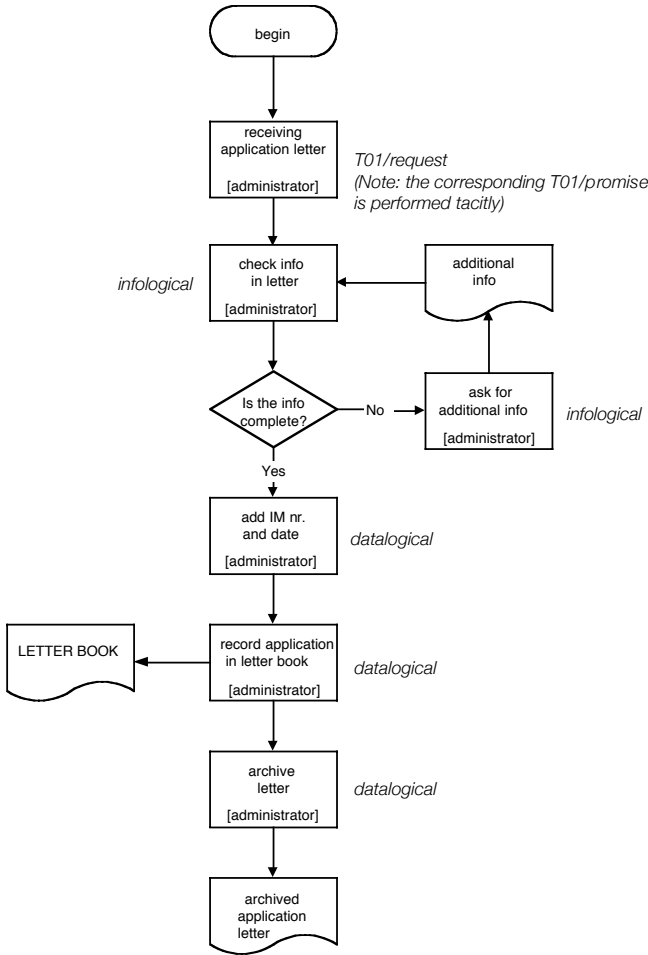 begin
receiving
application letter
[administrator]
T01/request
(Note: the corresponding T01/promise
is performed tacitly)
infological
check info
in letter
[administrator]
additional
info
Is the info
complete?
No
ask for
additional info
[administrator]
infological
Yes
add IM nr.
and date
[administrator]
datalogical
LETTER BOOK
record application
in letter book
[administrator]
datalogical
archive
letter
[administrator]
datalogical
archived
application
letter